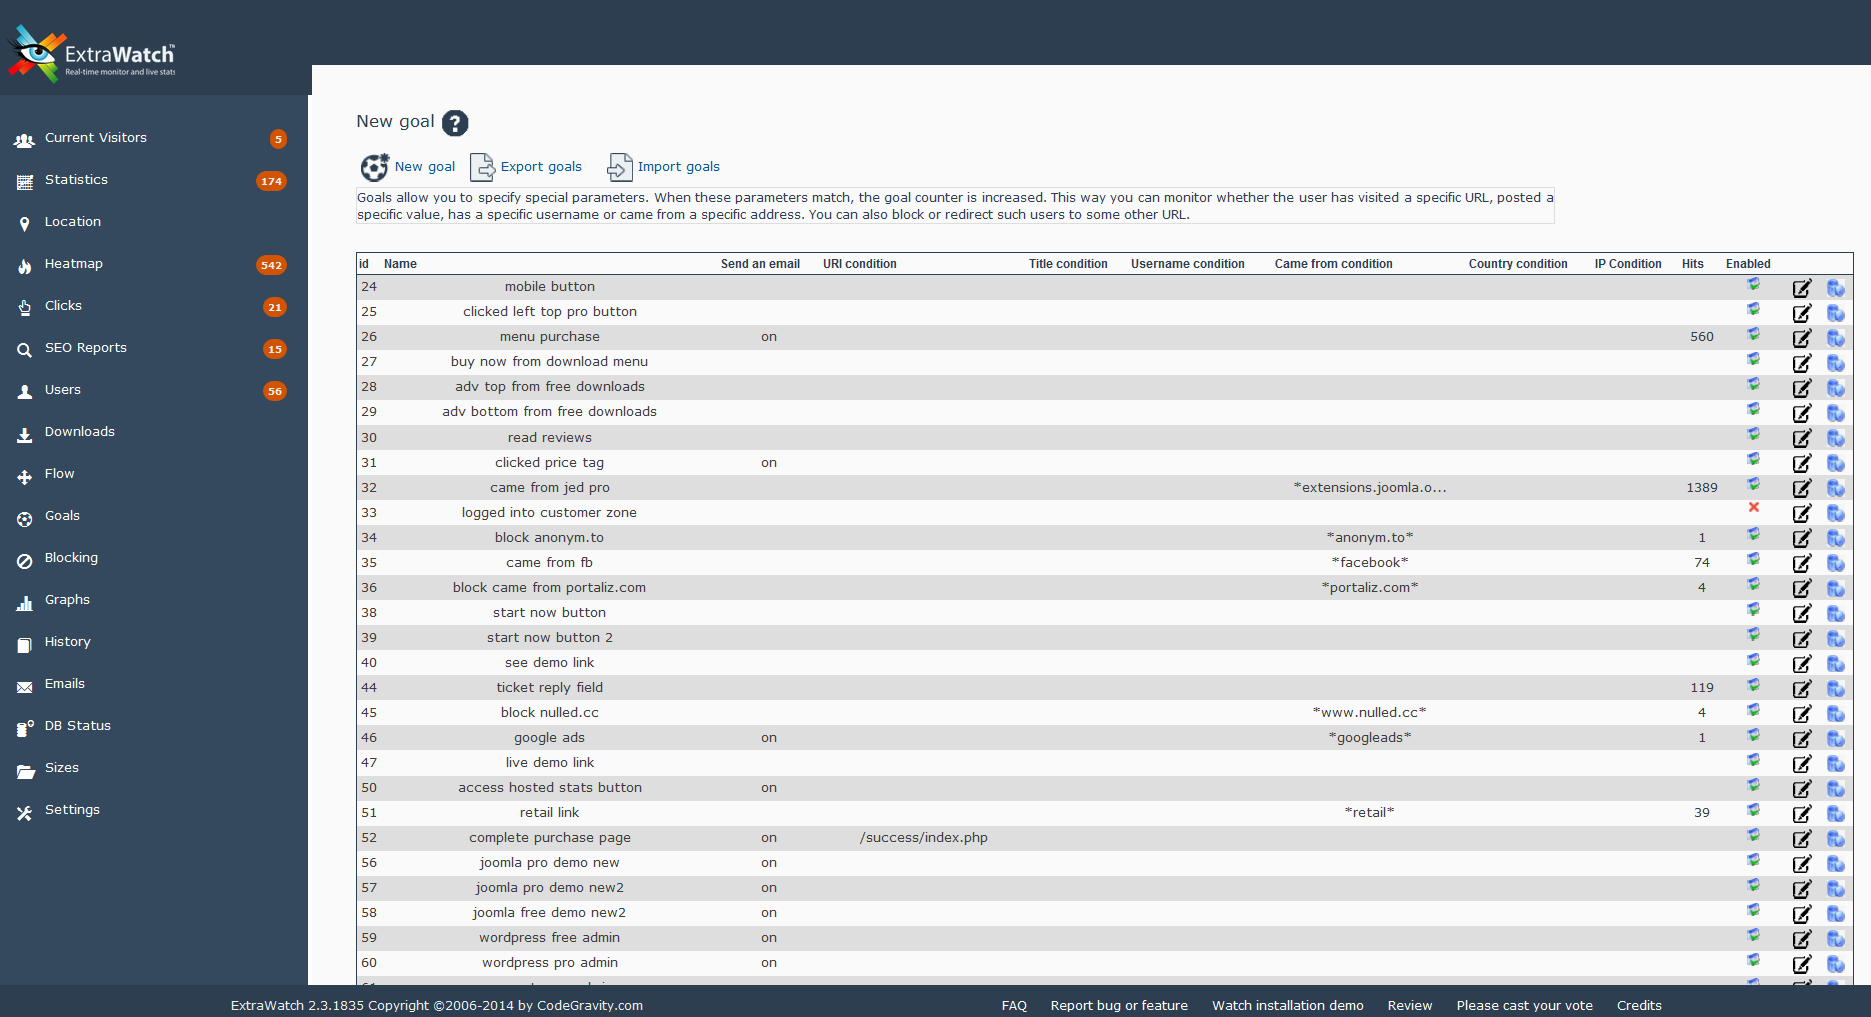 ExtraWatch™
Real-time monitor and live stats
Current Visitors 5
Statistics 174
Location
Heatmap 542
Clicks 21
SEO Reports 15
Users 56
Downloads
Flow
Goals
Blocking
Graphs
History
Emails
DB Status
Sizes
Settings
New goal ?
New goal Export goals Import goals
Goals allow you to specify special parameters. When these parameters match, the goal counter is increased. This way you can monitor whether the user has visited a specific URL, posted a
specific value, has a specific username or came from a specific address. You can also block or redirect such users to some other URL.
id Name Send an email URI condition Title condition Username condition Came from condition Country condition IP Condition Hits Enabled
24 mobile button
25 clicked left top pro button
26 menu purchase on 560
27 buy now from download menu
28 adv top from free downloads
29 adv bottom from free downloads
30 read reviews
31 clicked price tag on
32 came from jed pro *extensions.joomla.o... 1389
33 logged into customer zone
34 block anonym.to *anonym.to* 1
35 came from fb *facebook* 74
36 block came from portaliz.com *portaliz.com* 4
38 start now button
39 start now button 2
40 see demo link
44 ticket reply field 119
45 block nulled.cc *www.nulled.cc* 4
46 google ads on *googleads* 1
47 live demo link
50 access hosted stats button on
51 retail link *retail* 39
52 complete purchase page on /success/index.php
56 joomla pro demo new on
57 joomla pro demo new2 on
58 joomla free demo new2 on
59 wordpress free admin on
60 wordpress pro admin on
ExtraWatch 2.3.1835 Copyright ©2006-2014 by CodeGravity.com
FAQ Report bug or feature Watch installation demo Review Please cast your vote Credits